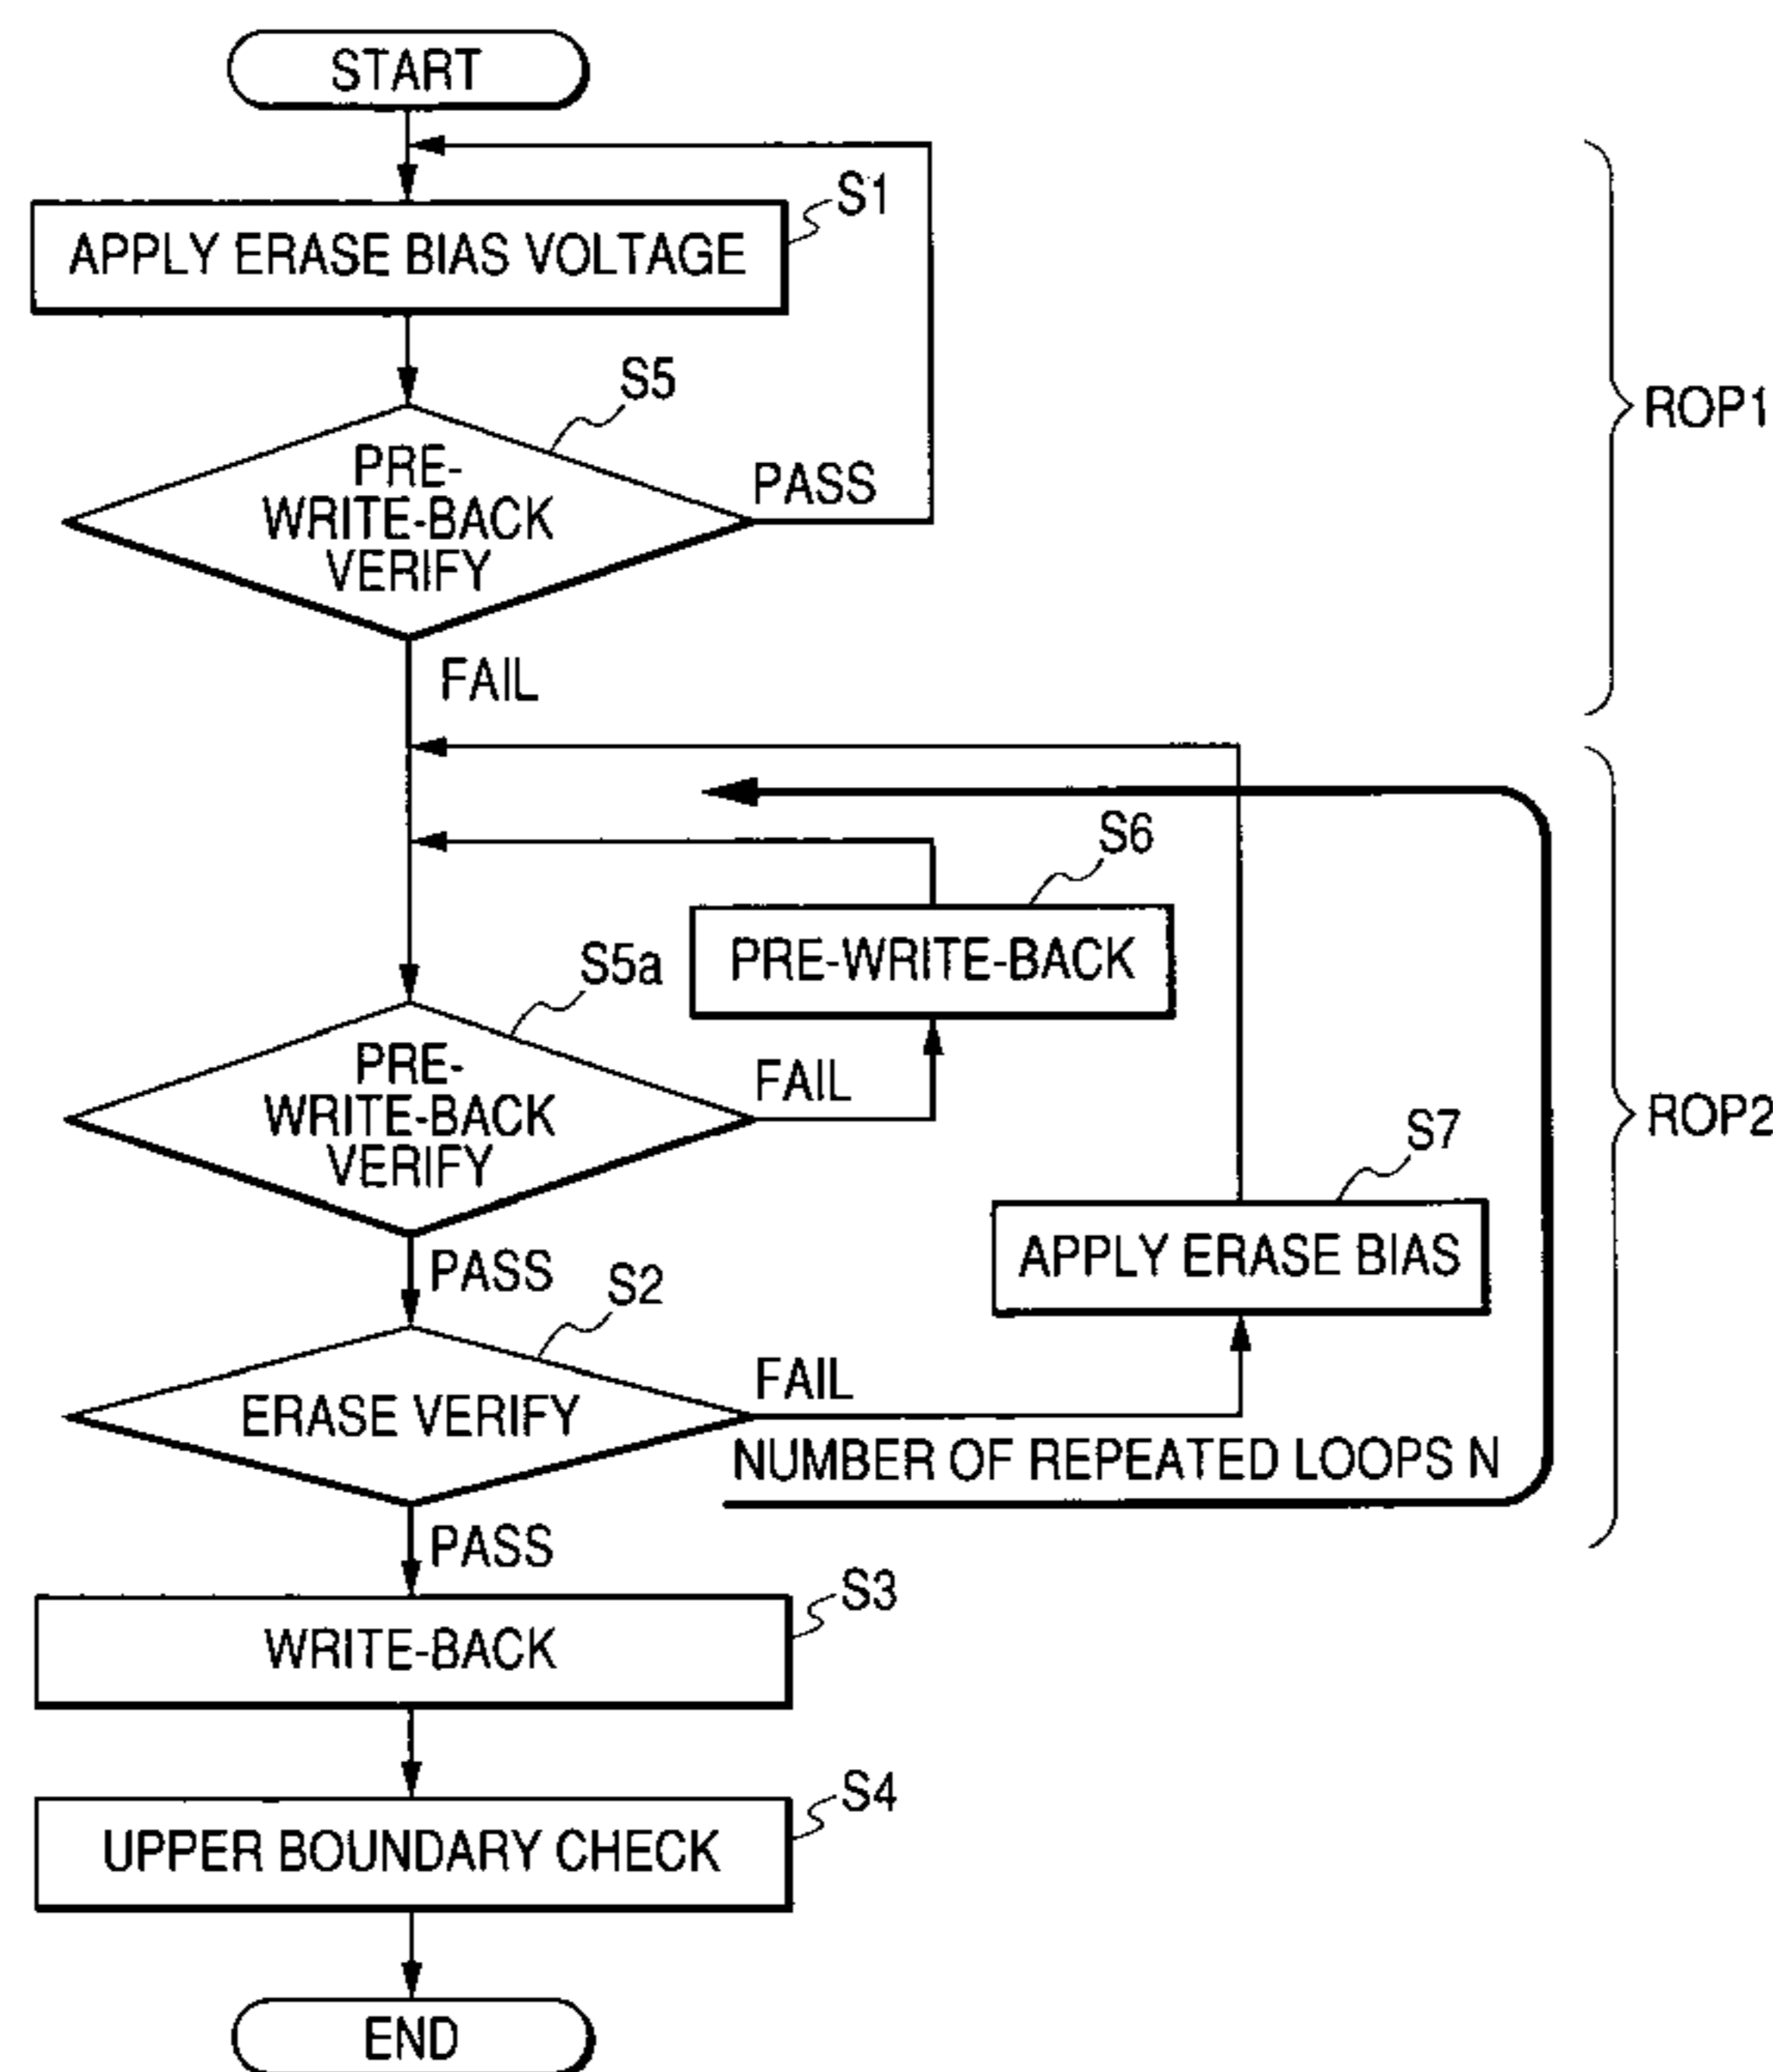 START
S1
APPLY ERASE BIAS VOLTAGE
S5
PRE-
WRITE-BACK
VERIFY
PASS
ROP1
FAIL
S6
PRE-WRITE-BACK
S5a
PRE-
WRITE-BACK
VERIFY
FAIL
ROP2
S7
APPLY ERASE BIAS
PASS
S2
FAIL
ERASE VERIFY
NUMBER OF REPEATED LOOPS N
PASS
S3
WRITE-BACK
S4
UPPER BOUNDARY CHECK
END